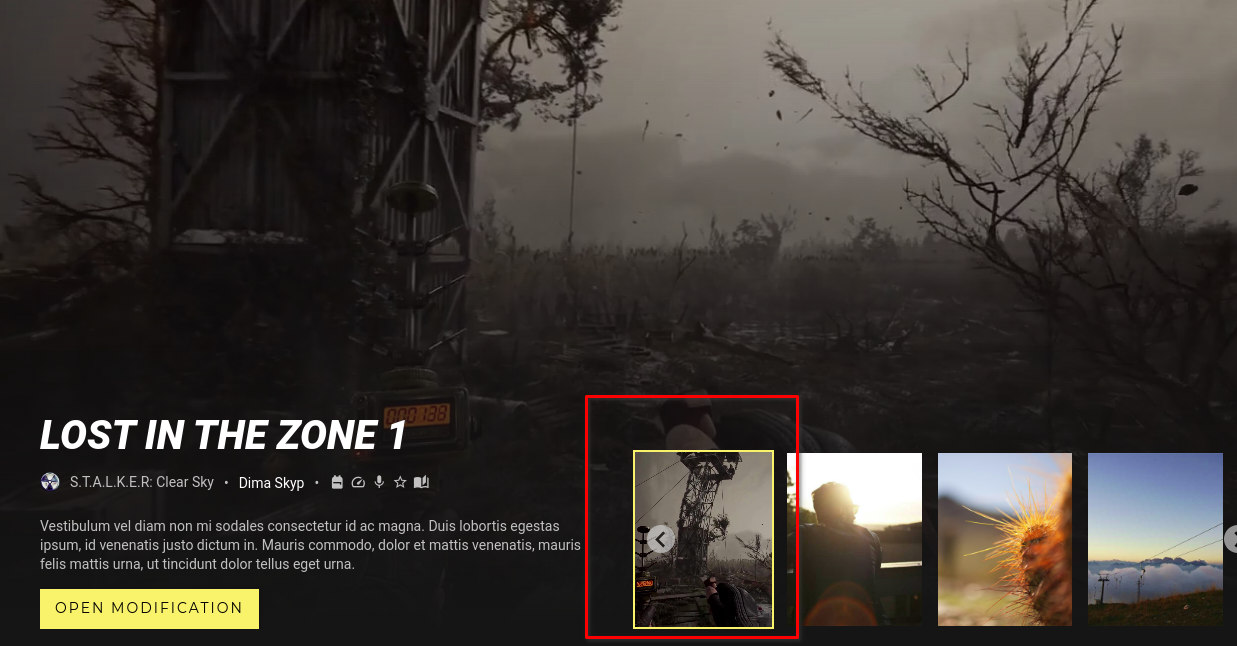 000138
LOST IN THE ZONE 1
S.T.A.L.K.E.R: Clear Sky • Dima Skyp •
Vestibulum vel diam non mi sodales consectetur id ac magna. Duis lobortis egestas
ipsum, id venenatis justo dictum in. Mauris commodo, dolor et mattis venenatis, mauris
felis mattis urna, ut tincidunt dolor tellus eget urna.
OPEN MODIFICATION